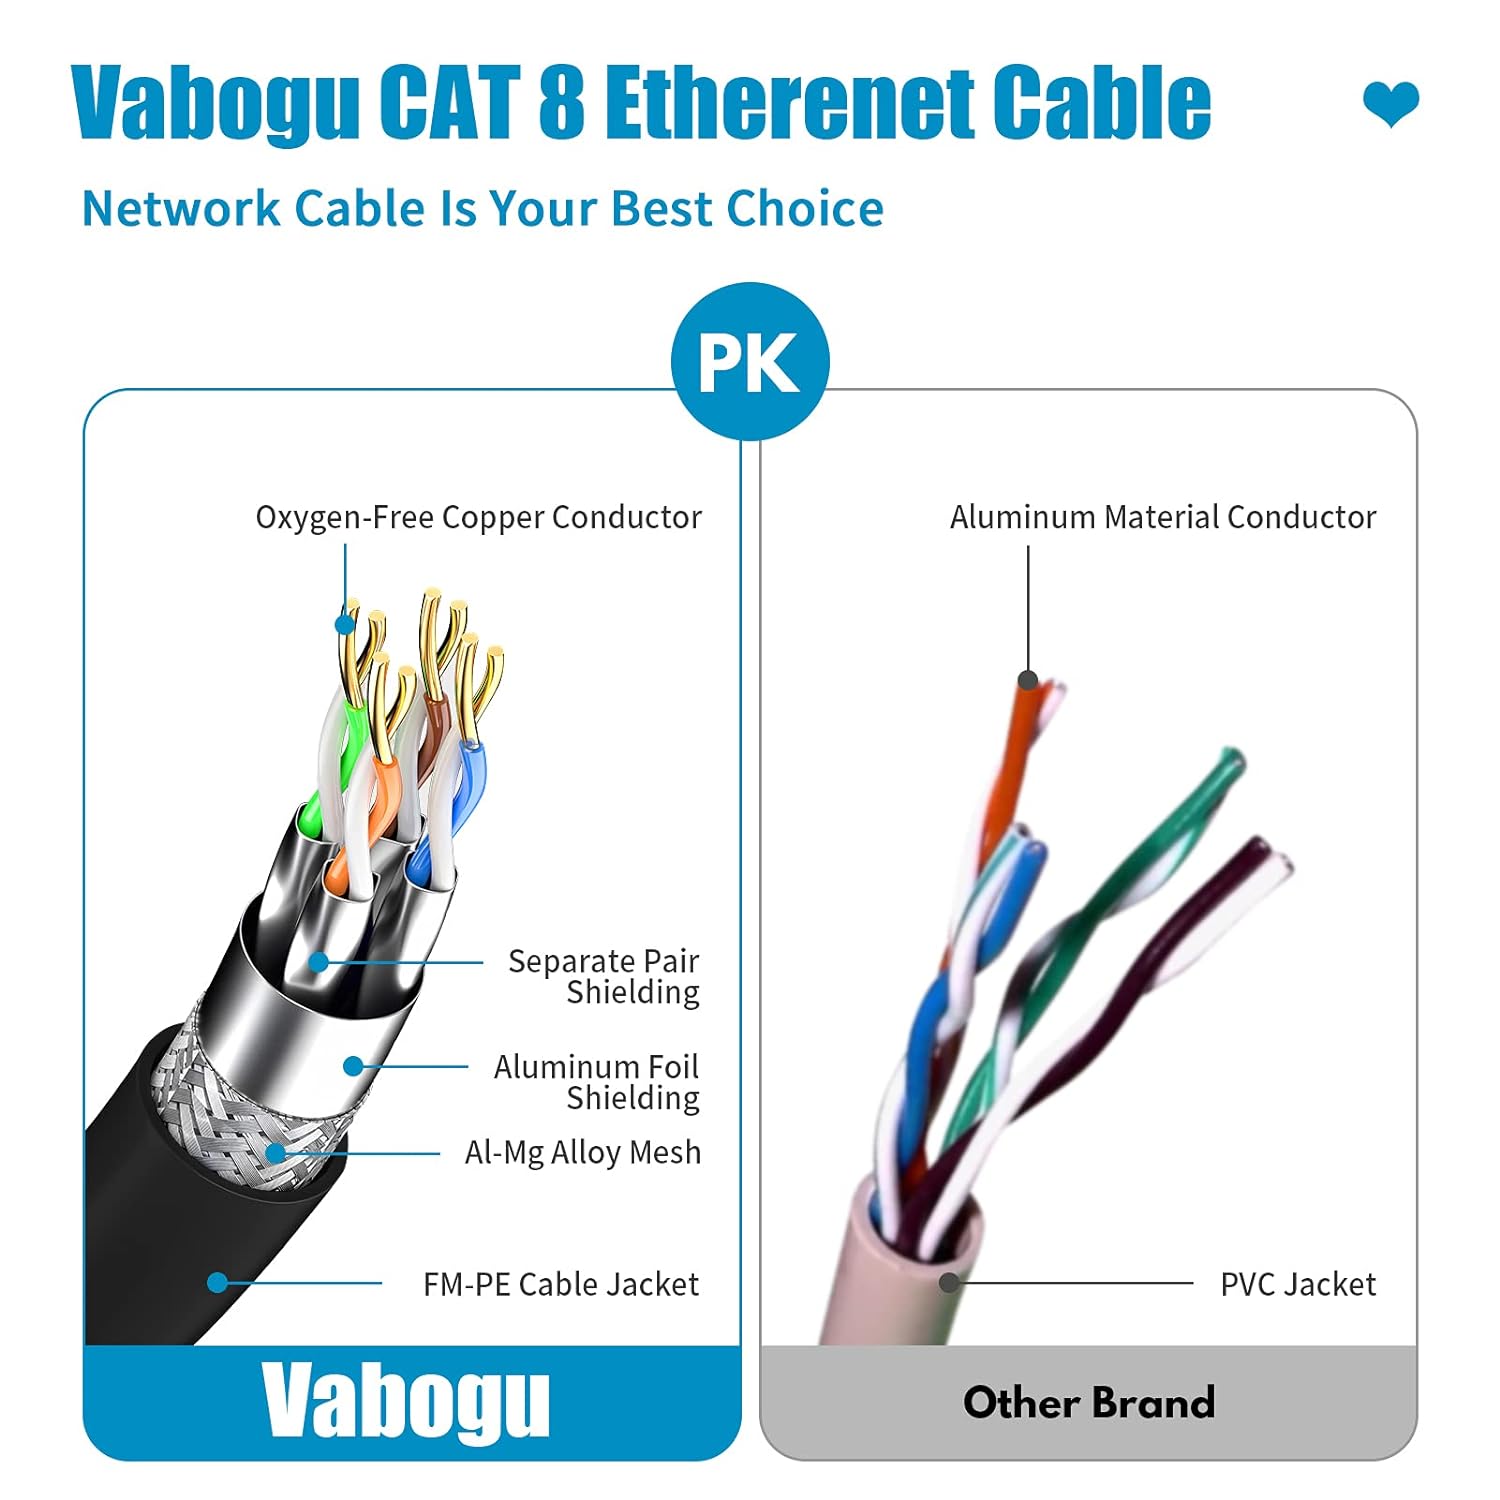 Vabogu CAT 8 Etherenet Cable
Network Cable Is Your Best Choice
PK
Oxygen-Free Copper Conductor
Separate Pair
Shielding
Aluminum Foil
Shielding
Al-Mg Alloy Mesh
FM-PE Cable Jacket
Vabogu
Aluminum Material Conductor
PVC Jacket
Other Brand